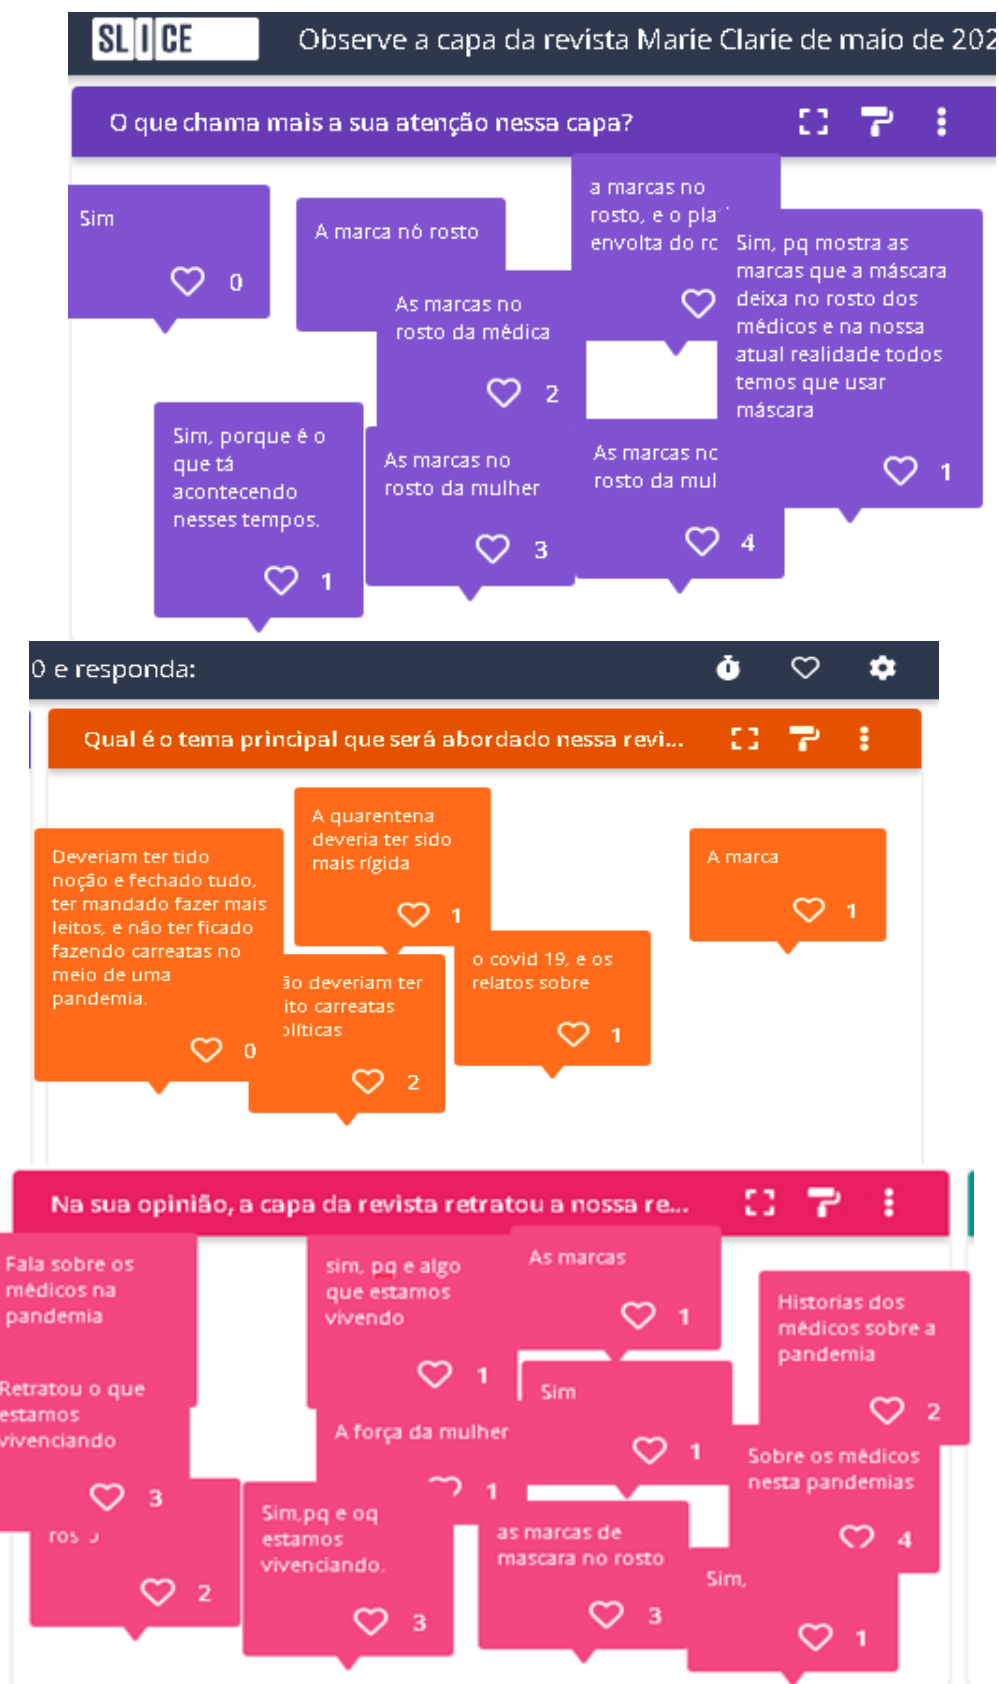 SLICE
Observe a capa da revista Marie Clarie de maio de 202
O que chama mais a sua atenção nessa capa?
Sim
0
A marca nó rosto
As marcas no
rosto da médica
2
a marcas no
rosto, e o
envolta do
Sim, pq mostra as
marcas que a máscara
deixa no rosto dos
médicos e na nossa
atual realidade todos
temos que usar
máscara
1
Sim, porque é o
que tá
acontecendo
nesses tempos.
1
As marcas no
rosto da mulher
3
As marcas
rosto da mul
4
0 e responda:
Qual é o tema principal que será abordado nessa revi...
Deveriam ter tido
noção e fechado tudo,
ter mandado fazer mais
leitos, e não ter ficado
fazendo carreatas no
meio de uma
pandemia.
0
A quarentena
deveria ter sido
mais rígida
1
ão deveriam ter
ito carreatas
olíticas
2
o covid 19, e os
relatos sobre
1
A marca
1
Na sua opinião, a capa da revista retratou a nossa re...
Fala sobre os
médicos na
pandemia
Retratou o que
estamos
vivenciando
3
2
sim, pq e algo
que estamos
vivendo
1
A força da mulher
1
Sim,pq e oq
estamos
vivenciando.
3
As marcas
1
Sim
1
as marcas de
mascara no rosto
3
Historias dos
médicos sobre a
pandemia
2
Sobre os médicos
nesta pandemias
4
Sim,
1